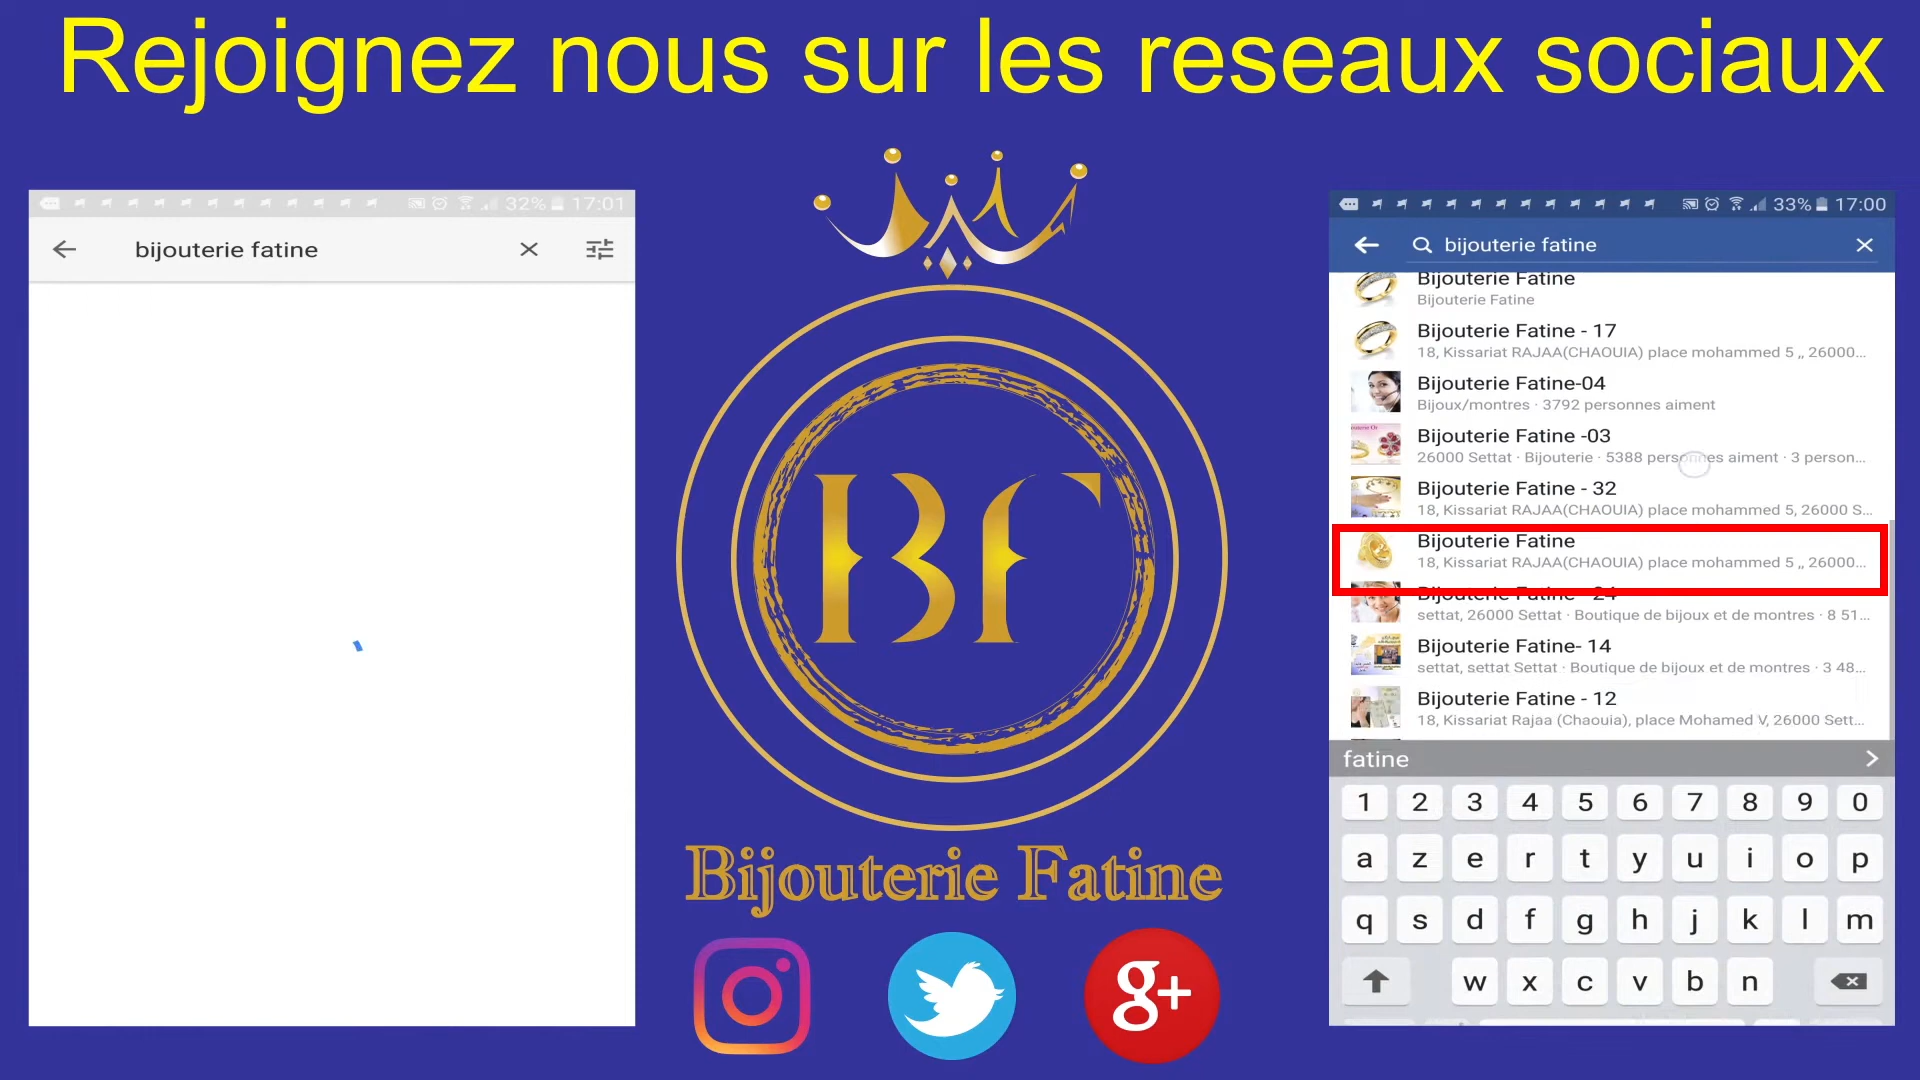 Rejoignez nous sur les reseaux sociaux
32% 17:01
bijouterie fatine
BF
Bijouterie Fatine
g+
33% 17:00
bijouterie fatine
Bijouterie Fatine
Bijouterie Fatine
Bijouterie Fatine - 17
18, Kissariat RAJAA(CHAOUIA) place mohammed 5 ,, 26000...
Bijouterie Fatine-04
Bijoux/montres · 3792 personnes aiment
Bijouterie Fatine -03
26000 Settat · Bijouterie · 5388 personnes aiment · 3 person...
Bijouterie Fatine - 32
18, Kissariat RAJAA(CHAOUIA) place mohammed 5, 26000 S...
Bijouterie Fatine
18, Kissariat RAJAA(CHAOUIA) place mohammed 5 ,, 26000...
Bijouterie Fatine - 24
settat, 26000 Settat · Boutique de bijoux et de montres · 8 51...
Bijouterie Fatine- 14
settat, settat Settat · Boutique de bijoux et de montres · 3 48...
Bijouterie Fatine - 12
18, Kissariat Rajaa (Chaouia), place Mohamed V, 26000 Sett...
fatine
1 2 3 4 5 6 7 8 9 0
a z e r t y u i o p
q s d f g h j k l m
w x c v b n